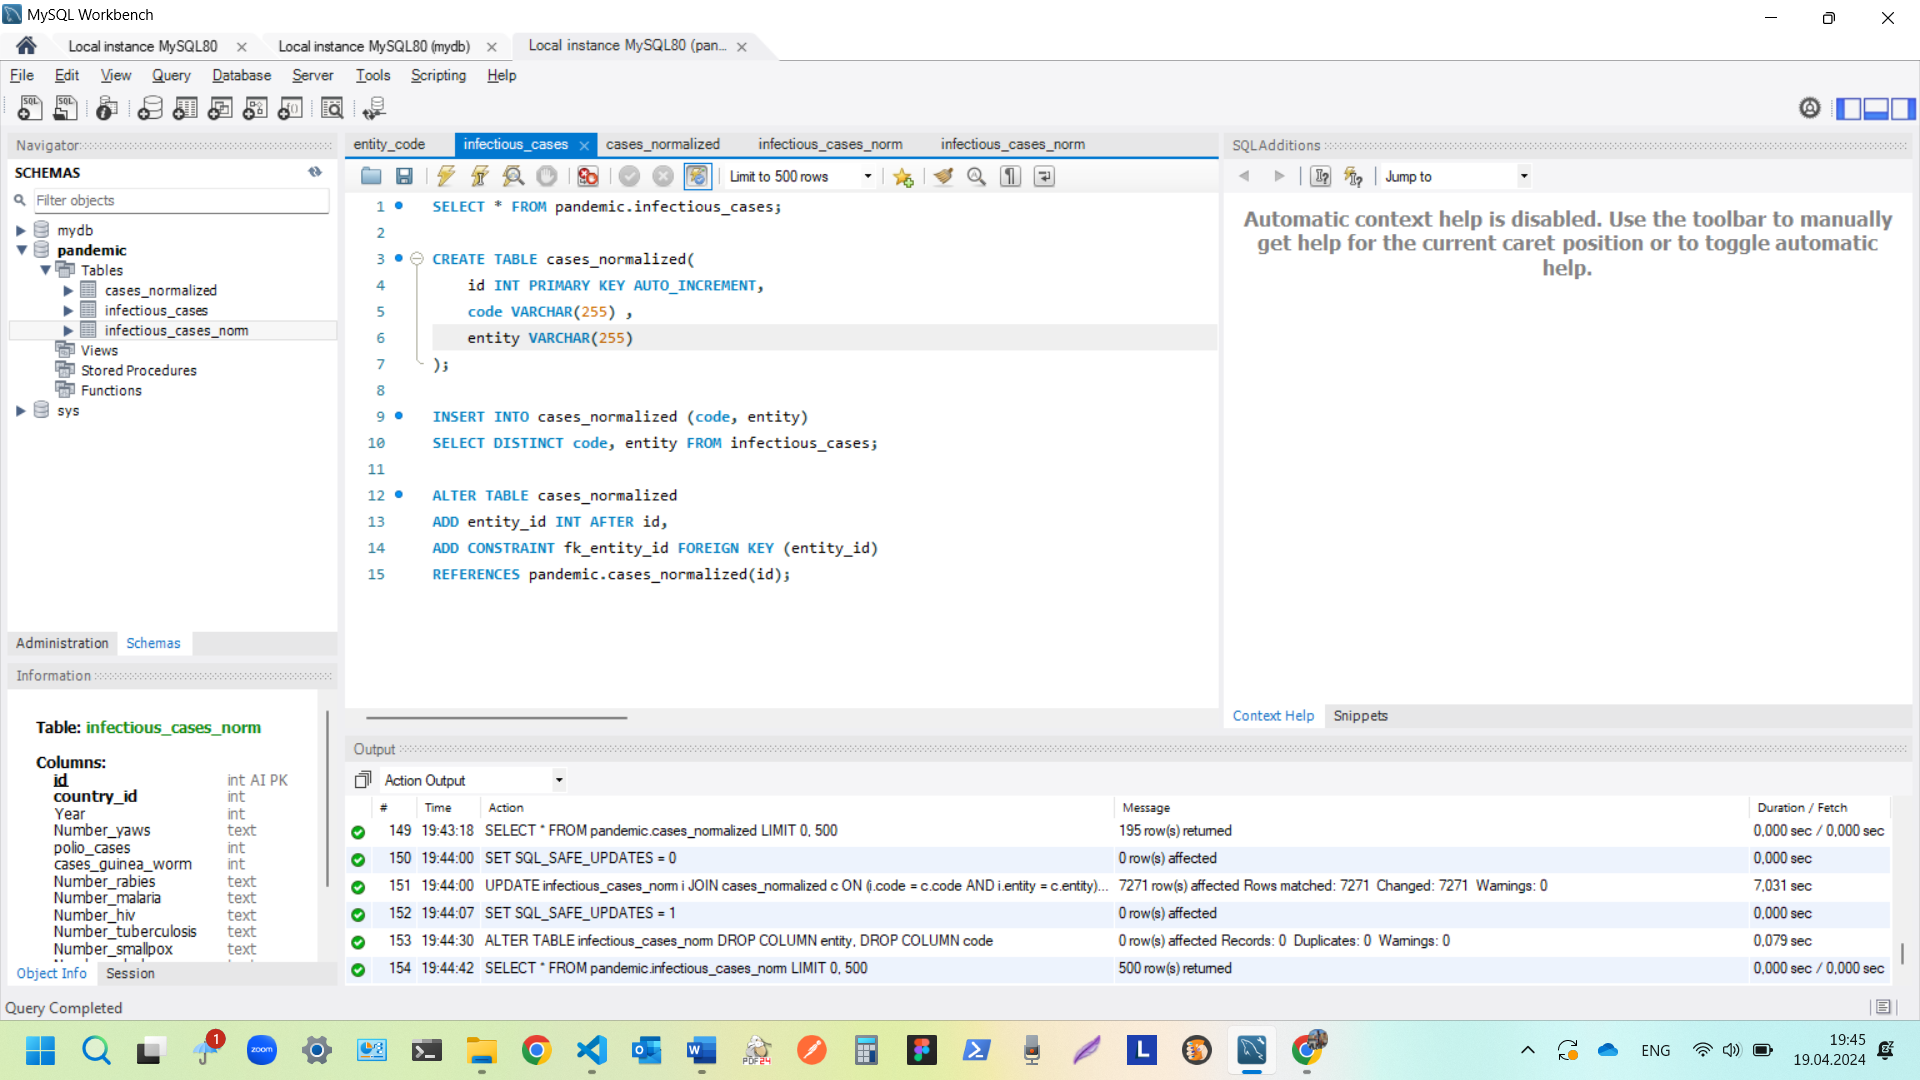 MySQL Workbench
Local instance MySQL80
Local instance MySQL80 (mydb)
Local instance MySQL80 (pan...
File Edit View Query Database Server Tools Scripting Help
Navigator
SCHEMAS
Filter objects
mydb
pandemic
Tables
cases_normalized
infectious_cases
infectious_cases_norm
Views
Stored Procedures
Functions
sys
Administration Schemas
Information
Table: infectious_cases_norm
Columns:
id int AI PK
country_id int
Year int
Number_yaws text
polio_cases int
cases_guinea_worm int
Number_rabies text
Number_malaria text
Number_hiv text
Number_tuberculosis text
Number_smallpox text
Object Info Session
entity_code infectious_cases cases_normalized infectious_cases_norm infectious_cases_norm
Limit to 500 rows
1 SELECT * FROM pandemic.infectious_cases;
2
3 CREATE TABLE cases_normalized(
4 id INT PRIMARY KEY AUTO_INCREMENT,
5 code VARCHAR(255) ,
6 entity VARCHAR(255)
7 );
8
9 INSERT INTO cases_normalized (code, entity)
10 SELECT DISTINCT code, entity FROM infectious_cases;
11
12 ALTER TABLE cases_normalized
13 ADD entity_id INT AFTER id,
14 ADD CONSTRAINT fk_entity_id FOREIGN KEY (entity_id)
15 REFERENCES pandemic.cases_normalized(id);
SQLAdditions
Jump to
Automatic context help is disabled. Use the toolbar to manually
get help for the current caret position or to toggle automatic
help.
Context Help Snippets
Output
Action Output
# Time Action Message Duration / Fetch
149 19:43:18 SELECT * FROM pandemic.cases_normalized LIMIT 0, 500 195 row(s) returned 0,000 sec / 0,000 sec
150 19:44:00 SET SQL_SAFE_UPDATES = 0 0 row(s) affected 0,000 sec
151 19:44:00 UPDATE infectious_cases_norm i JOIN cases_normalized c ON (i.code = c.code AND i.entity = c.entity)... 7271 row(s) affected Rows matched: 7271 Changed: 7271 Warnings: 0 7,031 sec
152 19:44:07 SET SQL_SAFE_UPDATES = 1 0 row(s) affected 0,000 sec
153 19:44:30 ALTER TABLE infectious_cases_norm DROP COLUMN entity, DROP COLUMN code 0 row(s) affected Records: 0 Duplicates: 0 Warnings: 0 0,079 sec
154 19:44:42 SELECT * FROM pandemic.infectious_cases_norm LIMIT 0, 500 500 row(s) returned 0,000 sec / 0,000 sec
Query Completed
1
zoom
PDF24
L
ENG
19:45
19.04.2024